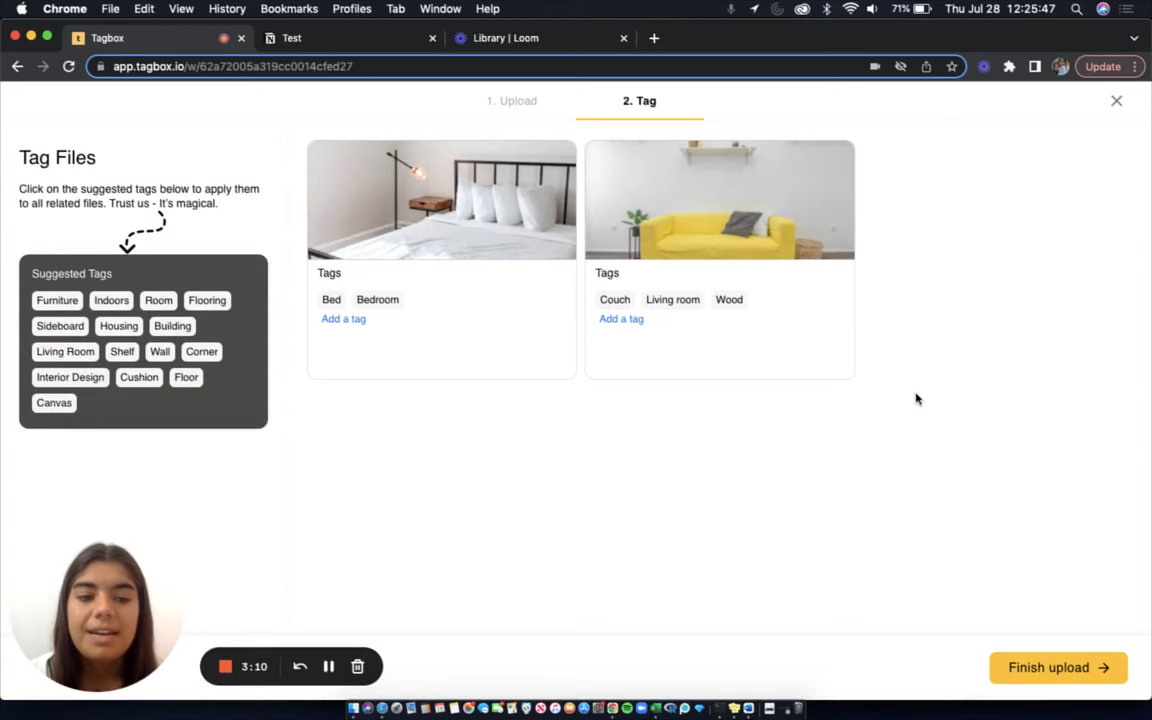 Chrome File Edit View History Bookmarks Profiles Tab Window Help 71% Thu Jul 28 12:25:47
t Tagbox Test Library | Loom
app.tagbox.io/w/62a72005a319cc0014cfed27 Update
1. Upload 2. Tag
Tag Files
Click on the suggested tags below to apply them
to all related files. Trust us - It's magical.
Suggested Tags
Furniture Indoors Room Flooring
Sideboard Housing Building
Living Room Shelf Wall Corner
Interior Design Cushion Floor
Canvas
Tags
Bed Bedroom
Add a tag
Tags
Couch Living room Wood
Add a tag
3:10
Finish upload